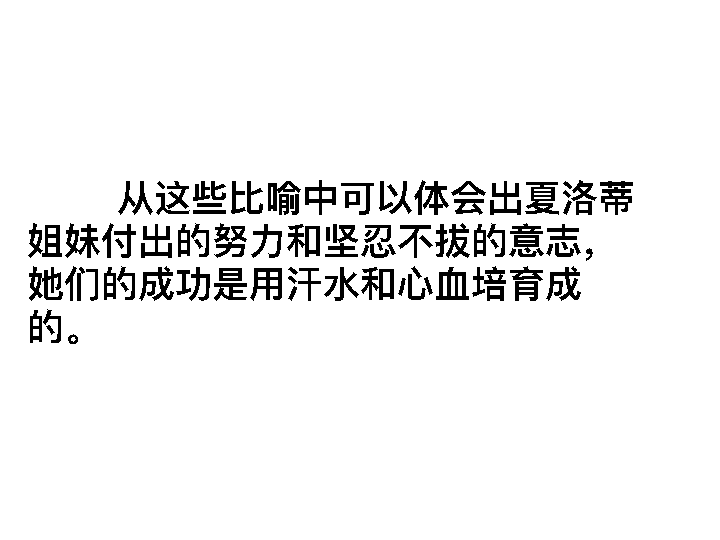 从这些比喻中可以体会出夏洛蒂
姐妹付出的努力和坚忍不拔的意志，
她们的成功是用汗水和心血培育成
的。